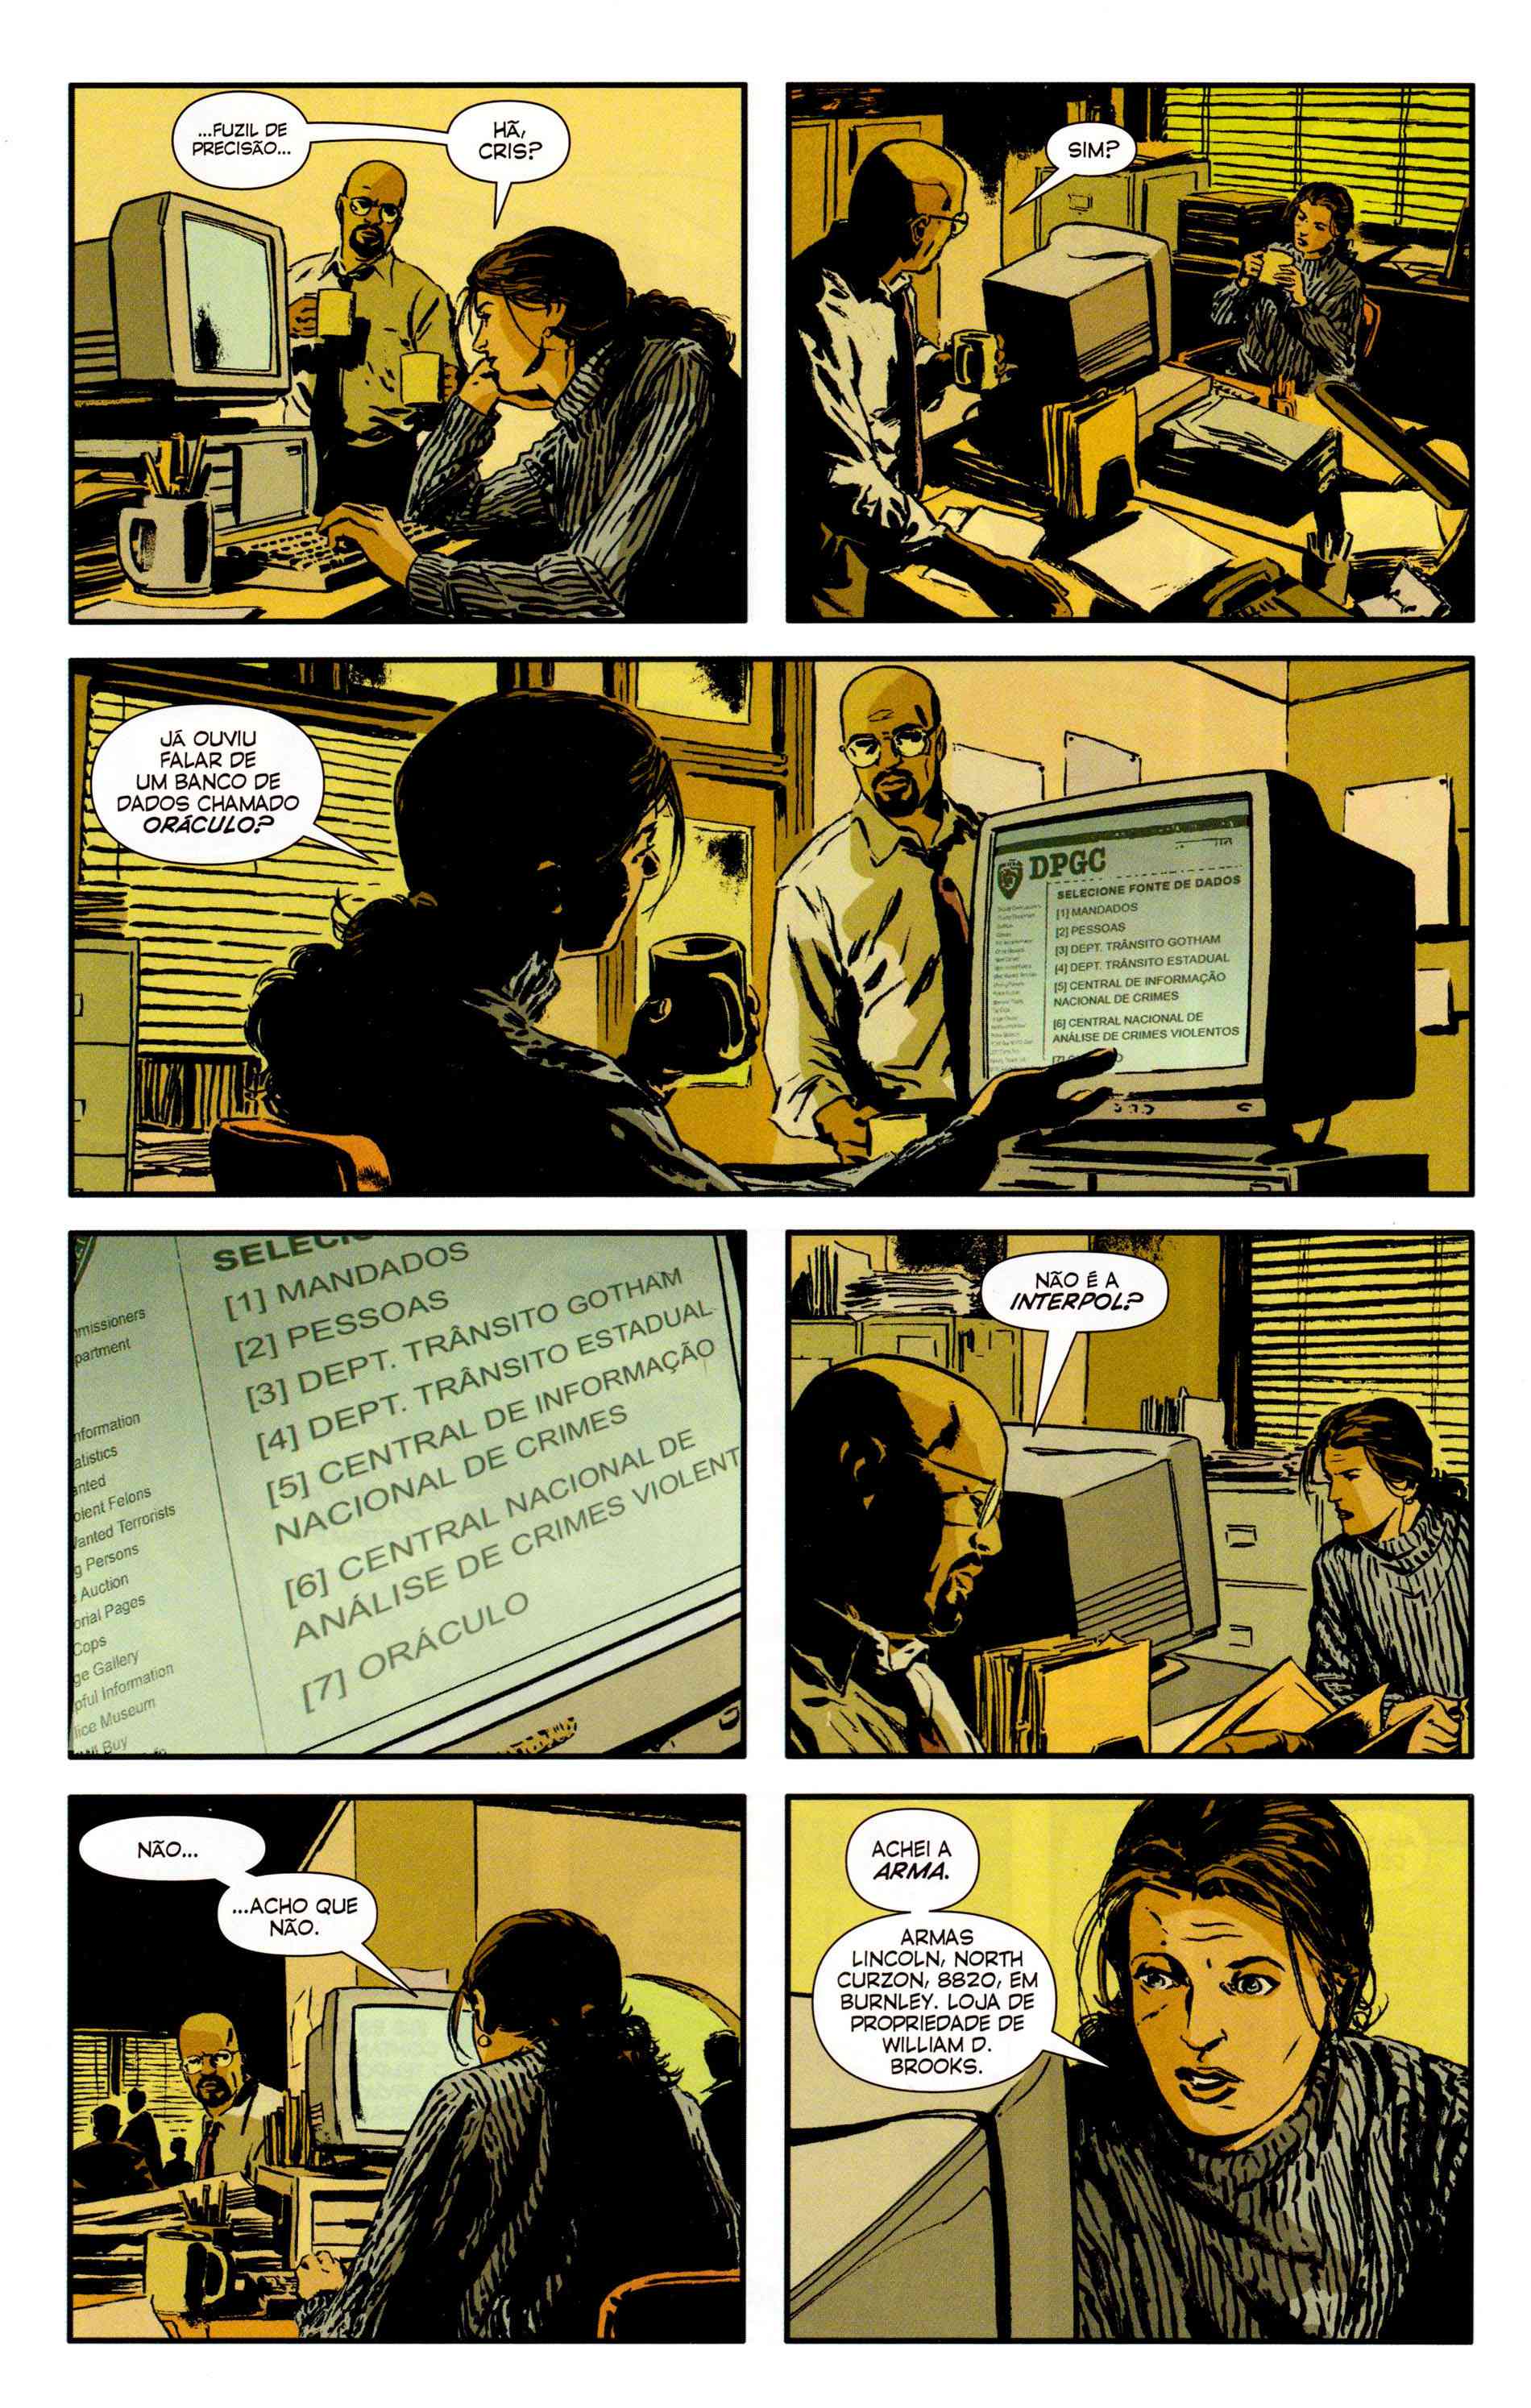 ...FUZIL DE
PRECISÃO...
HÃ,
CRIS?
SIM?
JÁ OUVIU
FALAR DE
UM BANCO DE
DADOS CHAMADO
ORÁCULO?
DPGC
SELECIONE FONTE DE DADOS
[1] MANDADOS
[2] PESSOAS
[3] DEPT. TRÂNSITO GOTHAM
[4] DEPT. TRÂNSITO ESTADUAL
[5] CENTRAL DE INFORMAÇÃO
NACIONAL DE CRIMES
[6] CENTRAL NACIONAL DE
ANÁLISE DE CRIMES VIOLENTOS
[7]
SELECI
[1] MANDADOS
[2] PESSOAS
[3] DEPT. TRÂNSITO GOTHAM
[4] DEPT. TRÂNSITO ESTADUAL
[5] CENTRAL DE INFORMAÇÃO
NACIONAL DE CRIMES
[6] CENTRAL NACIONAL DE
ANÁLISE DE CRIMES VIOLENT
[7] ORÁCULO
mmissioners
partment
nformation
atistics
anted
olent Felons
Wanted Terrorists
g Persons
e Auction
orial Pages
Cops
ge Gallery
pful Information
lice Museum
Buy
NÃO É A
INTERPOL?
NÃO...
...ACHO QUE
NÃO.
ACHEI A
ARMA.
ARMAS
LINCOLN, NORTH
CURZON, 8820, EM
BURNLEY. LOJA DE
PROPRIEDADE DE
WILLIAM D.
BROOKS.